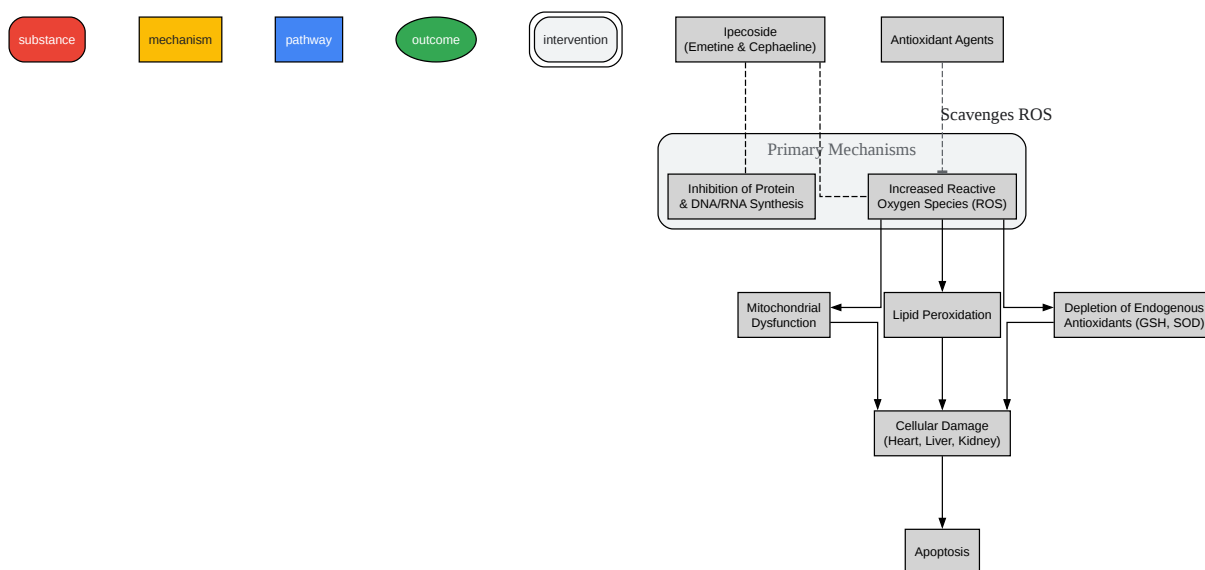 substance
mechanism
pathway
outcome
intervention
Ipecoside
(Emetine & Cephaeline)
Antioxidant Agents
Scavenges ROS
Primary Mechanisms
Inhibition of Protein
& DNA/RNA Synthesis
Increased Reactive
Oxygen Species (ROS)
Mitochondrial
Dysfunction
Lipid Peroxidation
Depletion of Endogenous
Antioxidants (GSH, SOD)
Cellular Damage
(Heart, Liver, Kidney)
Apoptosis